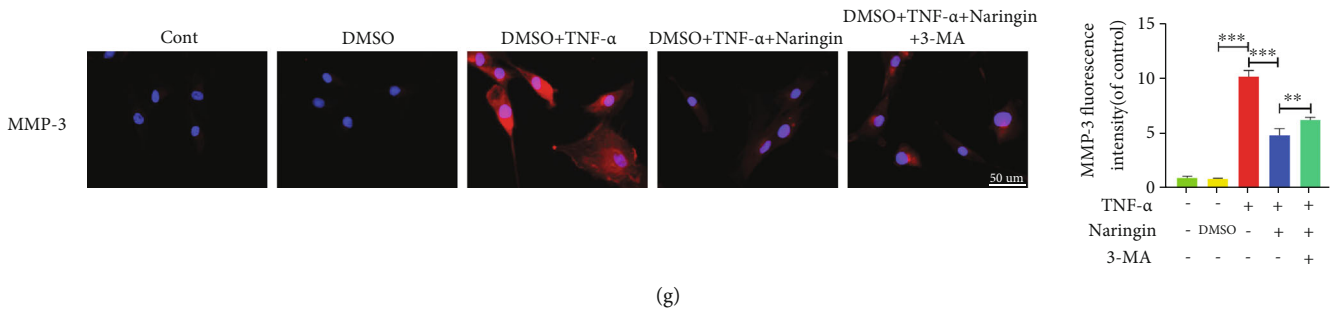 DMSO+TNF-α+Naringin
Cont DMSO DMSO+TNF-α DMSO+TNF-α+Naringin +3-MA
MMP-3
50 um
MMP-3 fluorescence
intensity(of control)
15
10
5
0
***
***
**
TNF-α - - + + +
Naringin - DMSO - + +
3-MA - - - - +
(g)